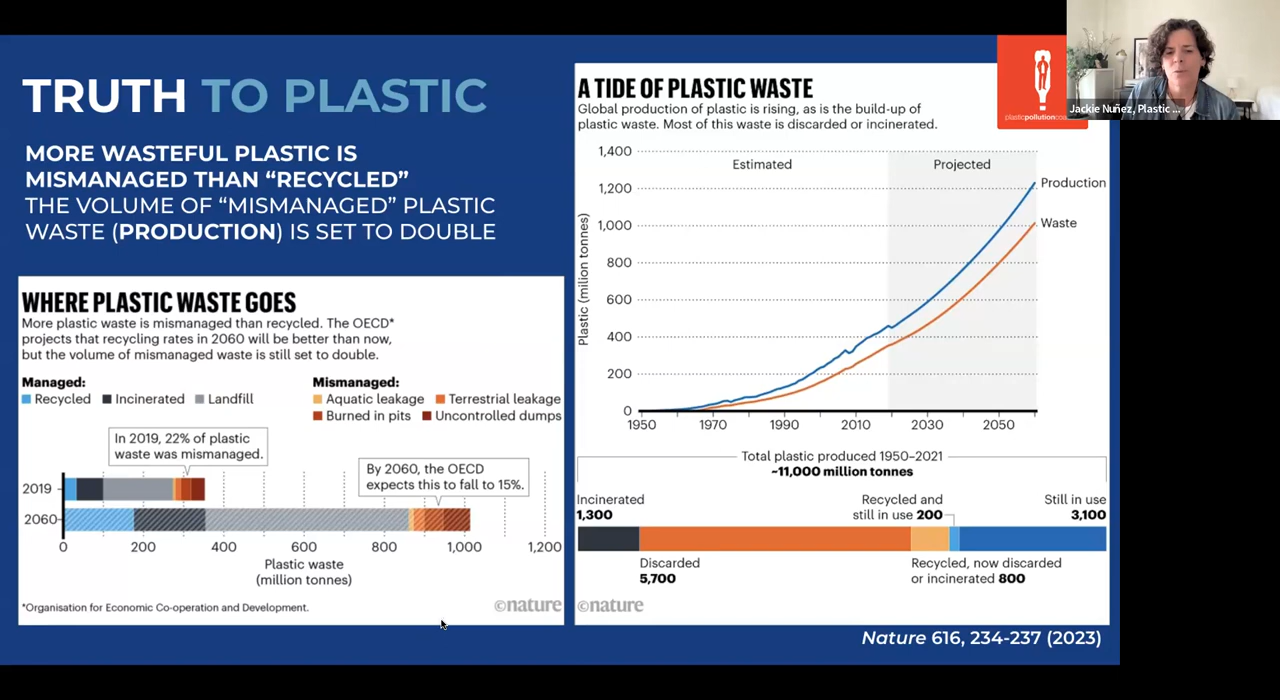 TRUTH TO PLASTIC
MORE WASTEFUL PLASTIC IS
MISMANAGED THAN “RECYCLED”
THE VOLUME OF “MISMANAGED” PLASTIC
WASTE (PRODUCTION) IS SET TO DOUBLE
WHERE PLASTIC WASTE GOES
More plastic waste is mismanaged than recycled. The OECD*
projects that recycling rates in 2060 will be better than now,
but the volume of mismanaged waste is still set to double.
Managed:
Recycled
Incinerated
Landfill
Mismanaged:
Aquatic leakage
Terrestrial leakage
Burned in pits
Uncontrolled dumps
In 2019, 22% of plastic
waste was mismanaged.
By 2060, the OECD
expects this to fall to 15%.
2019
2060
0 200 400 600 800 1,000 1,200
Plastic waste
(million tonnes)
*Organisation for Economic Co-operation and Development.
©nature
A TIDE OF PLASTIC WASTE
Global production of plastic is rising, as is the build-up of
plastic waste. Most of this waste is discarded or incinerated.
plasticpollutioncoa
Jackie Nuñez, Plastic ...
Plastic (milion tonnes)
1,400
1,200
1,000
800
600
400
200
0
Estimated
Projected
Production
Waste
1950 1970 1990 2010 2030 2050
Total plastic produced 1950–2021
~11,000 million tonnes
Incinerated
1,300
Recycled and
still in use 200
Still in use
3,100
Discarded
5,700
Recycled, now discarded
or incinerated 800
©nature
Nature 616, 234-237 (2023)